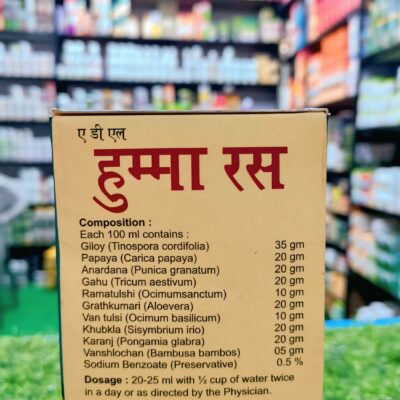 ए डी एल्
हुम्मा रस
Composition :
Each 100 ml contains :
Giloy (Tinospora cordifolia) 35 gm
Papaya (Carica papaya) 20 gm
Anardana (Punica granatum) 20 gm
Gahu (Tricum aestivum) 20 gm
Ramatulshi (Ocimumsanctum) 10 gm
Grathkumari (Aloevera) 20 gm
Van tulsi (Ocimum basilicum) 10 gm
Khubkla (Sisymbrium irio) 20 gm
Karanj (Pongamia glabra) 20 gm
Vanshlochan (Bambusa bambos) 05 gm
Sodium Benzoate (Preservative) 0.5 %
Dosage : 20-25 ml with ½ cup of water twice
in a day or as directed by the Physician.